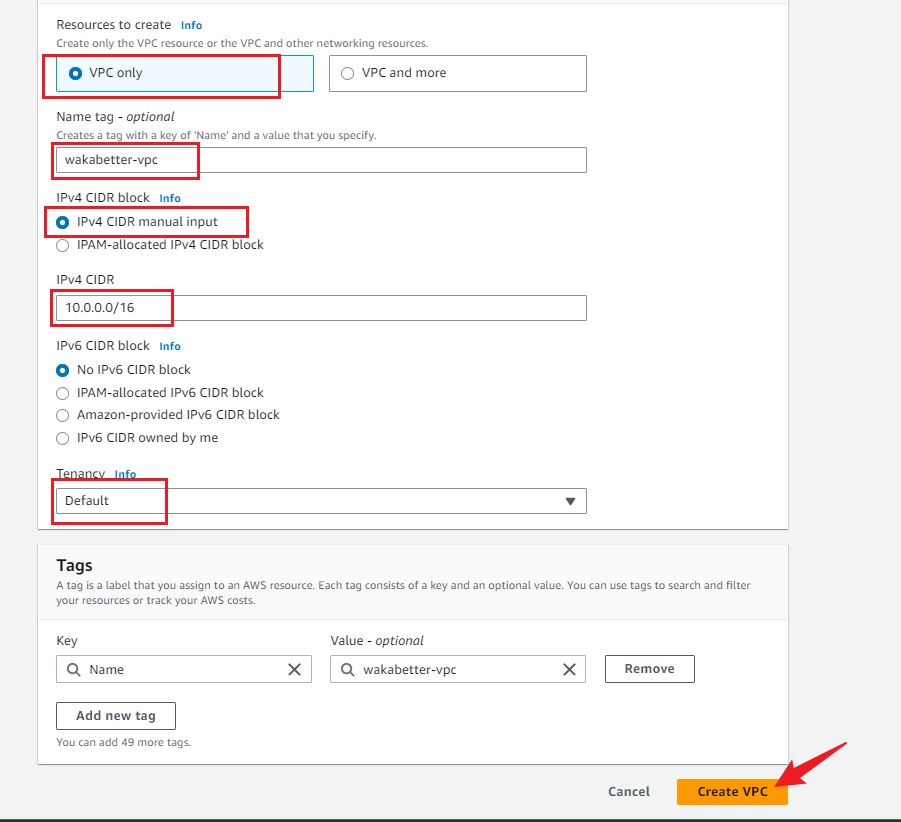 Resources to create Info
Create only the VPC resource or the VPC and other networking resources.
VPC only
VPC and more
Name tag - optional
Creates a tag with a key of 'Name' and a value that you specify.
wakabetter-vpc
IPv4 CIDR block Info
IPv4 CIDR manual input
IPAM-allocated IPv4 CIDR block
IPv4 CIDR
10.0.0.0/16
IPv6 CIDR block Info
No IPv6 CIDR block
IPAM-allocated IPv6 CIDR block
Amazon-provided IPv6 CIDR block
IPv6 CIDR owned by me
Tenancy Info
Default
Tags
A tag is a label that you assign to an AWS resource. Each tag consists of a key and an optional value. You can use tags to search and filter
your resources or track your AWS costs.
Key
Value - optional
Name
wakabetter-vpc
Remove
Add new tag
You can add 49 more tags.
Cancel
Create VPC